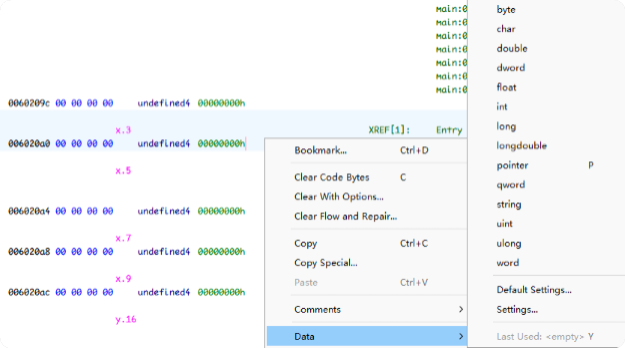 main:0
main:0
main:0
main:0
main:0
main:0
main:0
0060209c 00 00 00 00 undefined4 00000000h
x.3 XREF[1]: Entry
006020a0 00 00 00 00 undefined4 00000000h
x.5
006020a4 00 00 00 00 undefined4 00000000h
x.7
006020a8 00 00 00 00 undefined4 00000000h
x.9
006020ac 00 00 00 00 undefined4 00000000h
y.16
Bookmark... Ctrl+D
Clear Code Bytes C
Clear With Options...
Clear Flow and Repair...
Copy Ctrl+C
Copy Special...
Paste Ctrl+V
Comments >
Data >
byte
char
double
dword
float
int
long
longdouble
pointer P
qword
string
uint
ulong
word
Default Settings...
Settings...
Last Used: <empty> Y